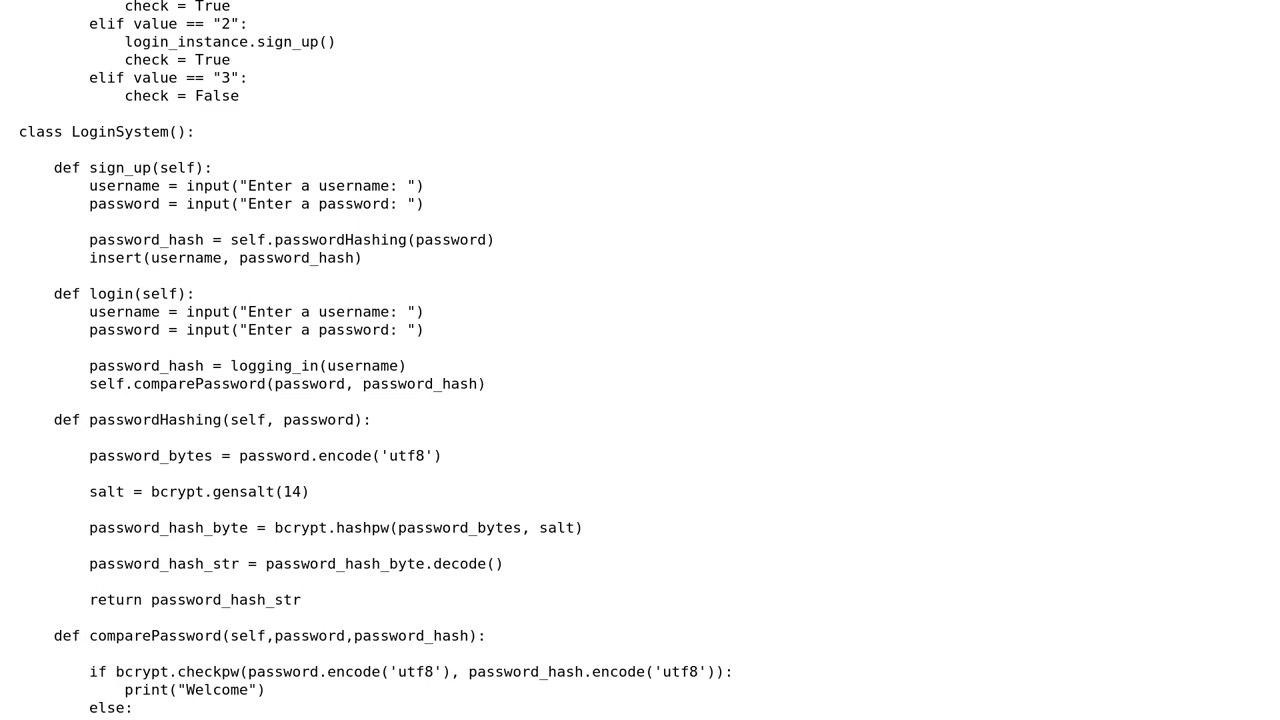 check = True
        elif value == "2":
            login_instance.sign_up()
            check = True
        elif value == "3":
            check = False

class LoginSystem():

    def sign_up(self):
        username = input("Enter a username: ")
        password = input("Enter a password: ")

        password_hash = self.passwordHashing(password)
        insert(username, password_hash)

    def login(self):
        username = input("Enter a username: ")
        password = input("Enter a password: ")

        password_hash = logging_in(username)
        self.comparePassword(password, password_hash)

    def passwordHashing(self, password):

        password_bytes = password.encode('utf8')

        salt = bcrypt.gensalt(14)

        password_hash_byte = bcrypt.hashpw(password_bytes, salt)

        password_hash_str = password_hash_byte.decode()

        return password_hash_str

    def comparePassword(self,password,password_hash):

        if bcrypt.checkpw(password.encode('utf8'), password_hash.encode('utf8')):
            print("Welcome")
        else: